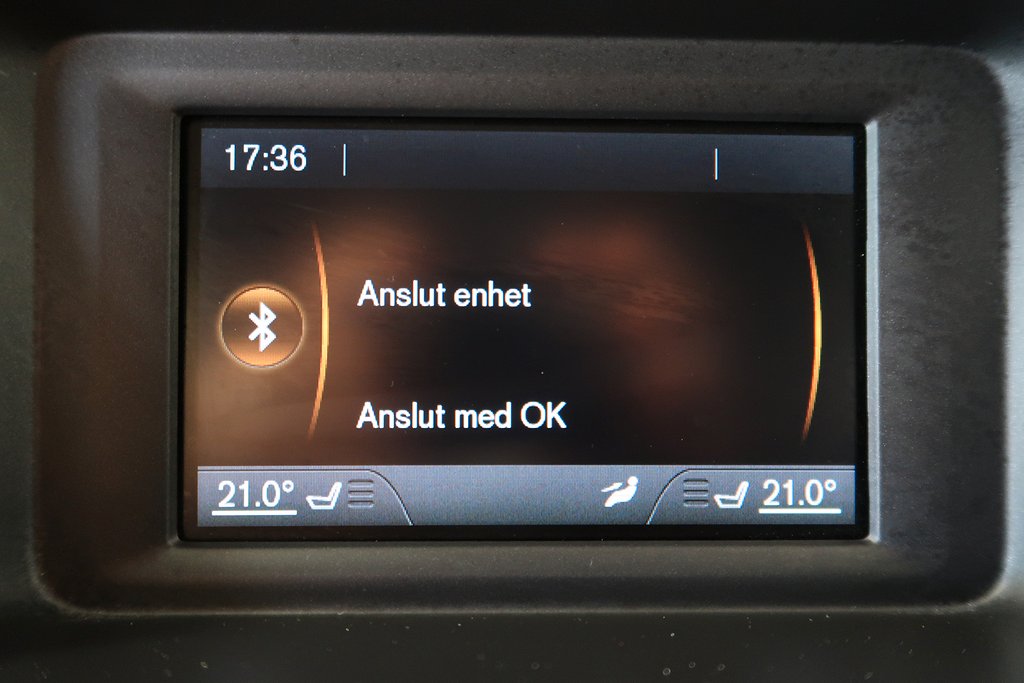 17:36
Anslut enhet
Anslut med OK
21.0° 21.0°